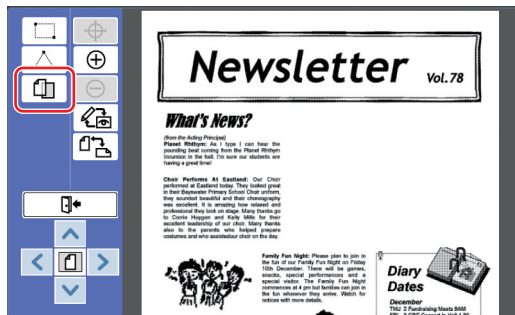 Newsletter Vol.78
What's News?
(from the Acting Principal)
Planet Rhthym: As I type I can hear the
pounding beat coming from the Planet Rhthym
Incursion in the hall. I'm sure our students are
having a great time!
Choir Performs At Eastland: Our Choir
performed at Eastland today. They looked great
in their Bayswater Primary School Choir uniform,
they sounded beautiful and their choreography
was excellent. It is amazing how relaxed and
professional they look on stage. Many thanks go
to Corrie Huygen and Kelly Mills for their
excellent leadership of our choir. Many thanks
also to the parents who helped prepare
costumes and who assistedour choir on the day.
Family Fun Night: Please plan to join in
the fun of our Family Fun Night on Friday
10th December. There will be games,
snacks, special performances and a
special visitor. The Family Fun Night
commences at 4 pm but families can join in
the fun whenever they arrive. Watch for
notices with more details.
Diary
Dates
December
THU 2 Fundraising Meets 9AM